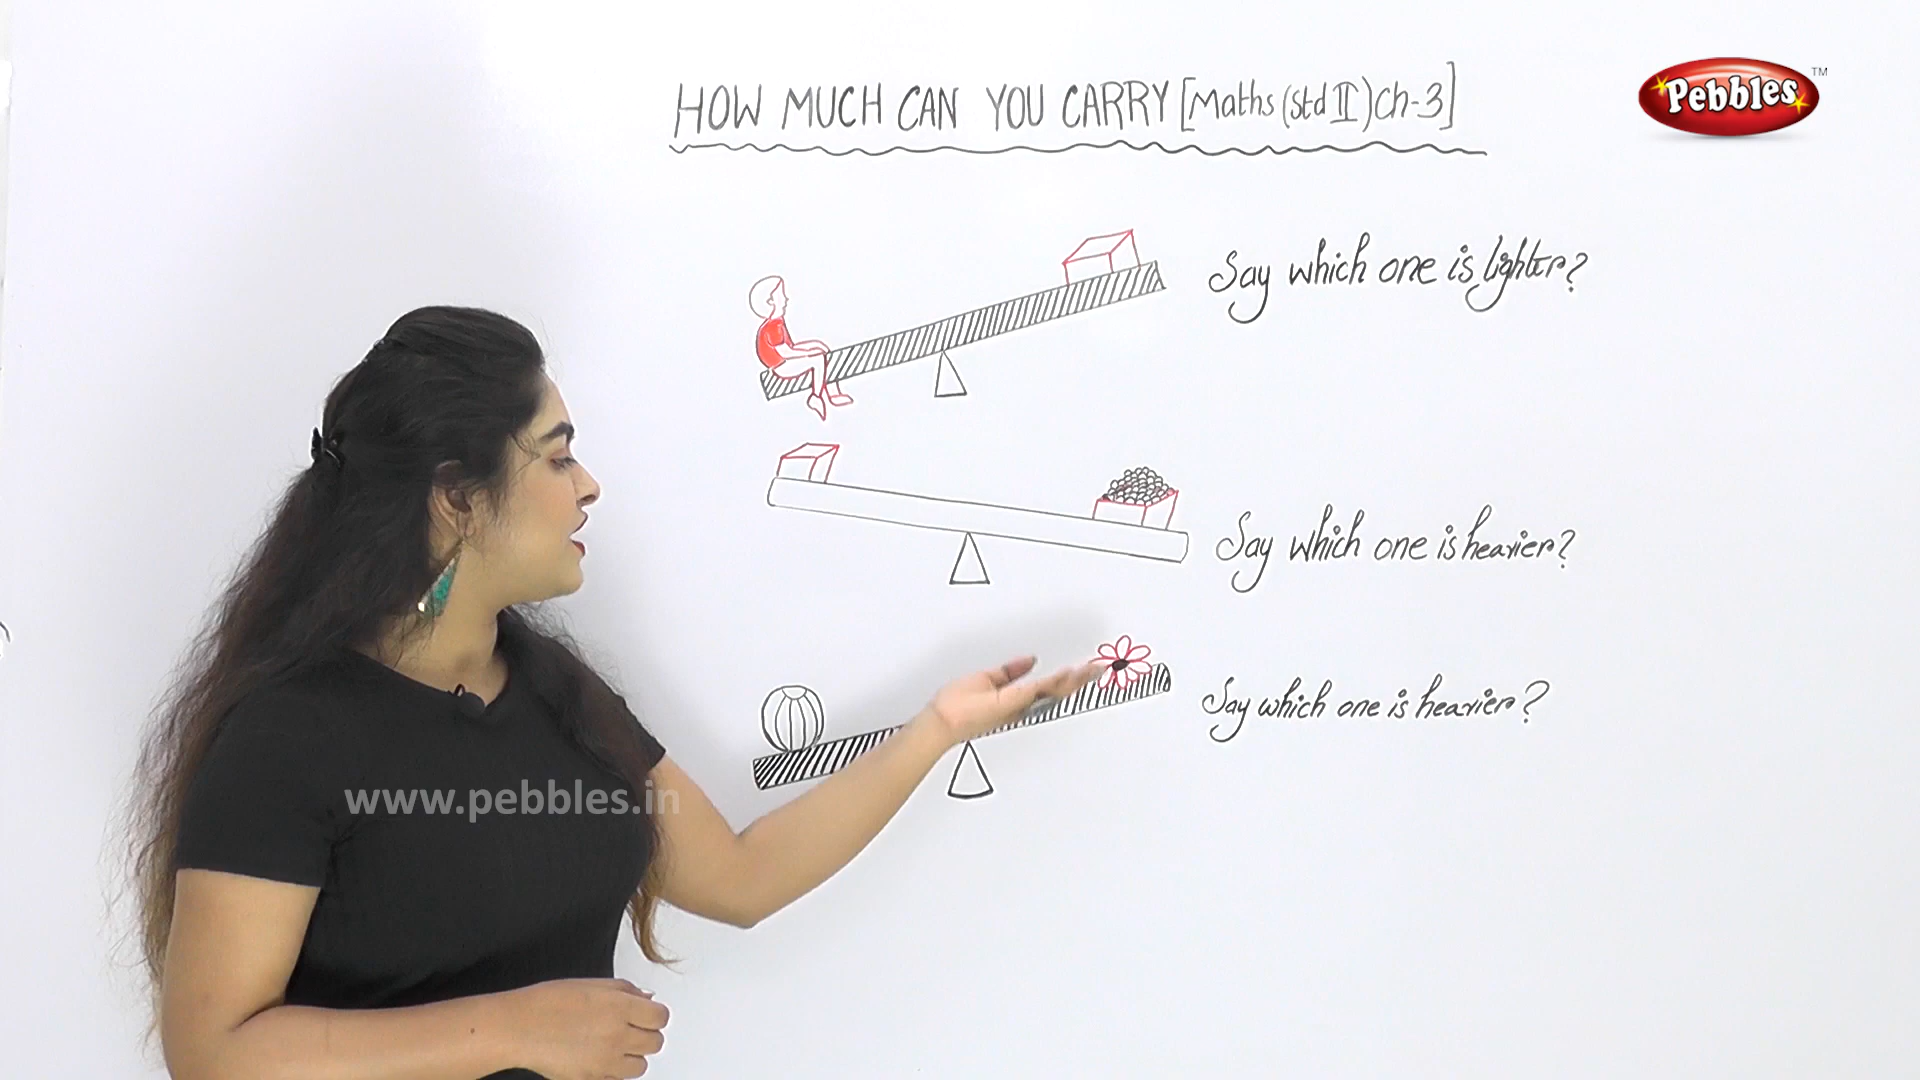 HOW MUCH CAN YOU CARRY [Maths (Std II) Ch-3]
Pebbles TM
Say which one is lighter?
Say which one is heavier?
Say which one is heavier?
www.pebbles.in